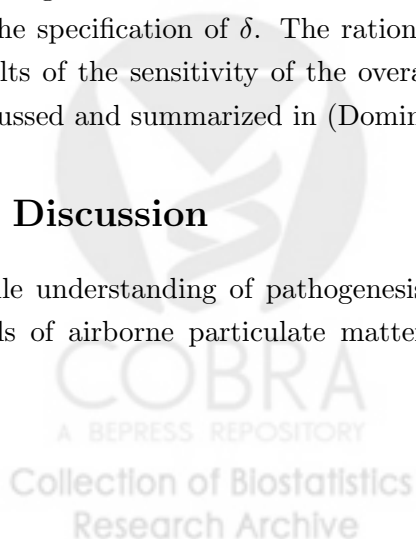 he specification of δ. The ration
lts of the sensitivity of the overa
ussed and summarized in (Domin
Discussion
le understanding of pathogenesis
ls of airborne particulate matter
COBRA
A BEPRESS REPOSITORY
Collection of Biostatistics
Research Archive